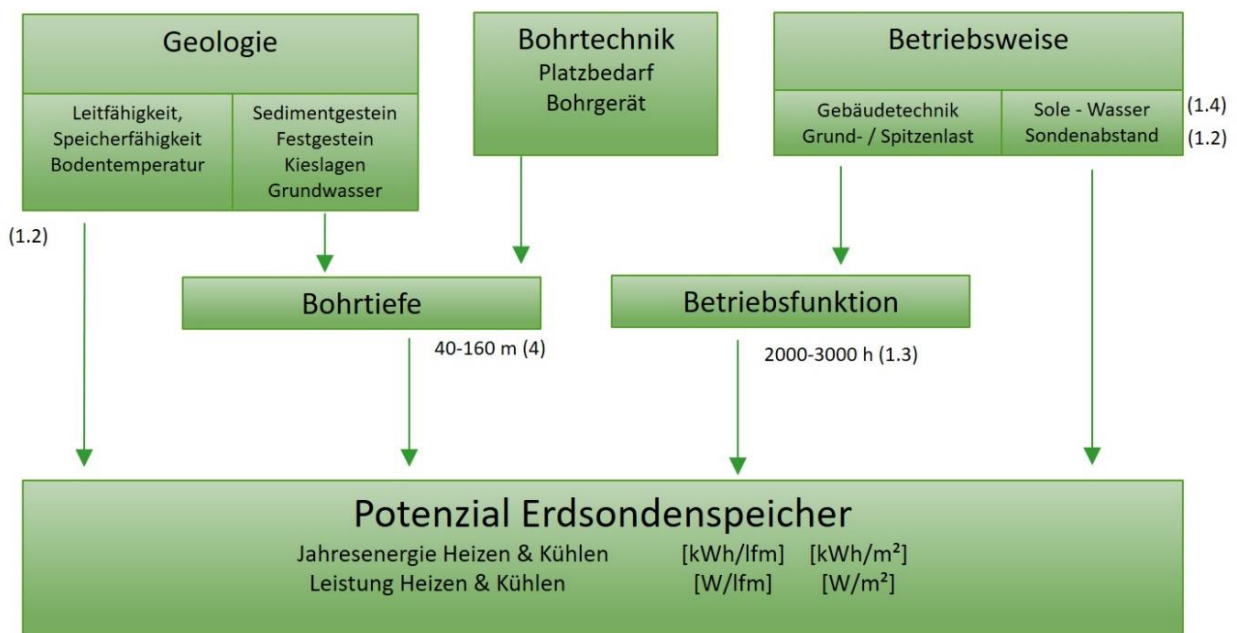 Geologie
Leitfähigkeit,
Speicherfähigkeit
Bodentemperatur
Sedimentgestein
Festgestein
Kieslagen
Grundwasser
Bohrtechnik
Platzbedarf
Bohrgerät
Betriebsweise
Gebäudetechnik
Grund- / Spitzenlast
Sole - Wasser
Sondenabstand
(1.4)
(1.2)
(1.2)
Bohrtiefe
40-160 m (4)
Betriebsfunktion
2000-3000 h (1.3)
Potenzial Erdsondenspeicher
Jahresenergie Heizen & Kühlen [kWh/lfm] [kWh/m²]
Leistung Heizen & Kühlen [W/lfm] [W/m²]